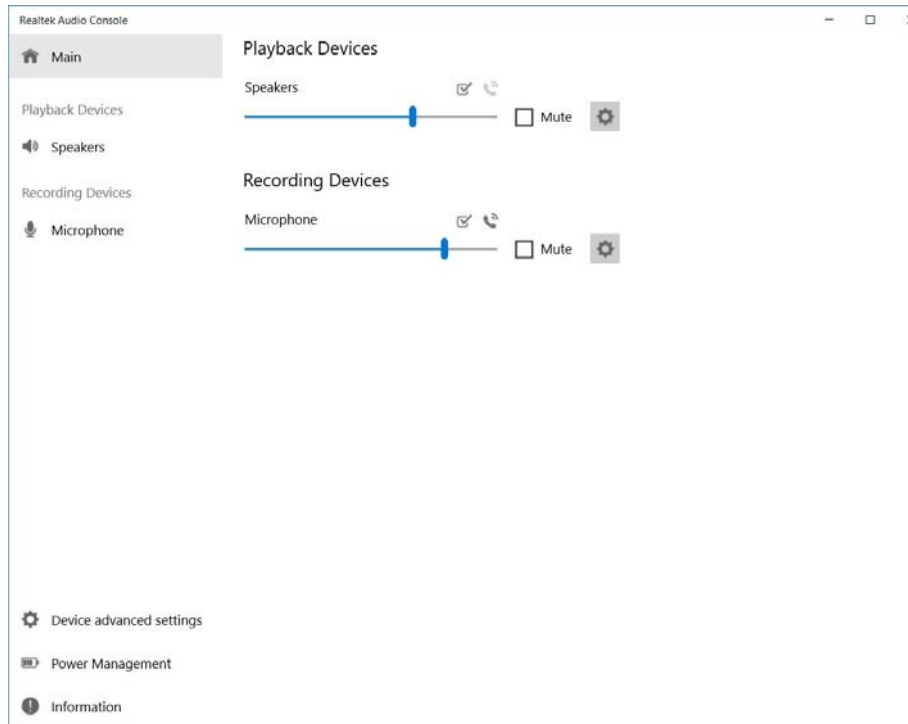 Realtek Audio Console
Main
Playback Devices
Speakers
Recording Devices
Microphone
Device advanced settings
Power Management
Information
Playback Devices
Speakers
Mute
Recording Devices
Microphone
Mute